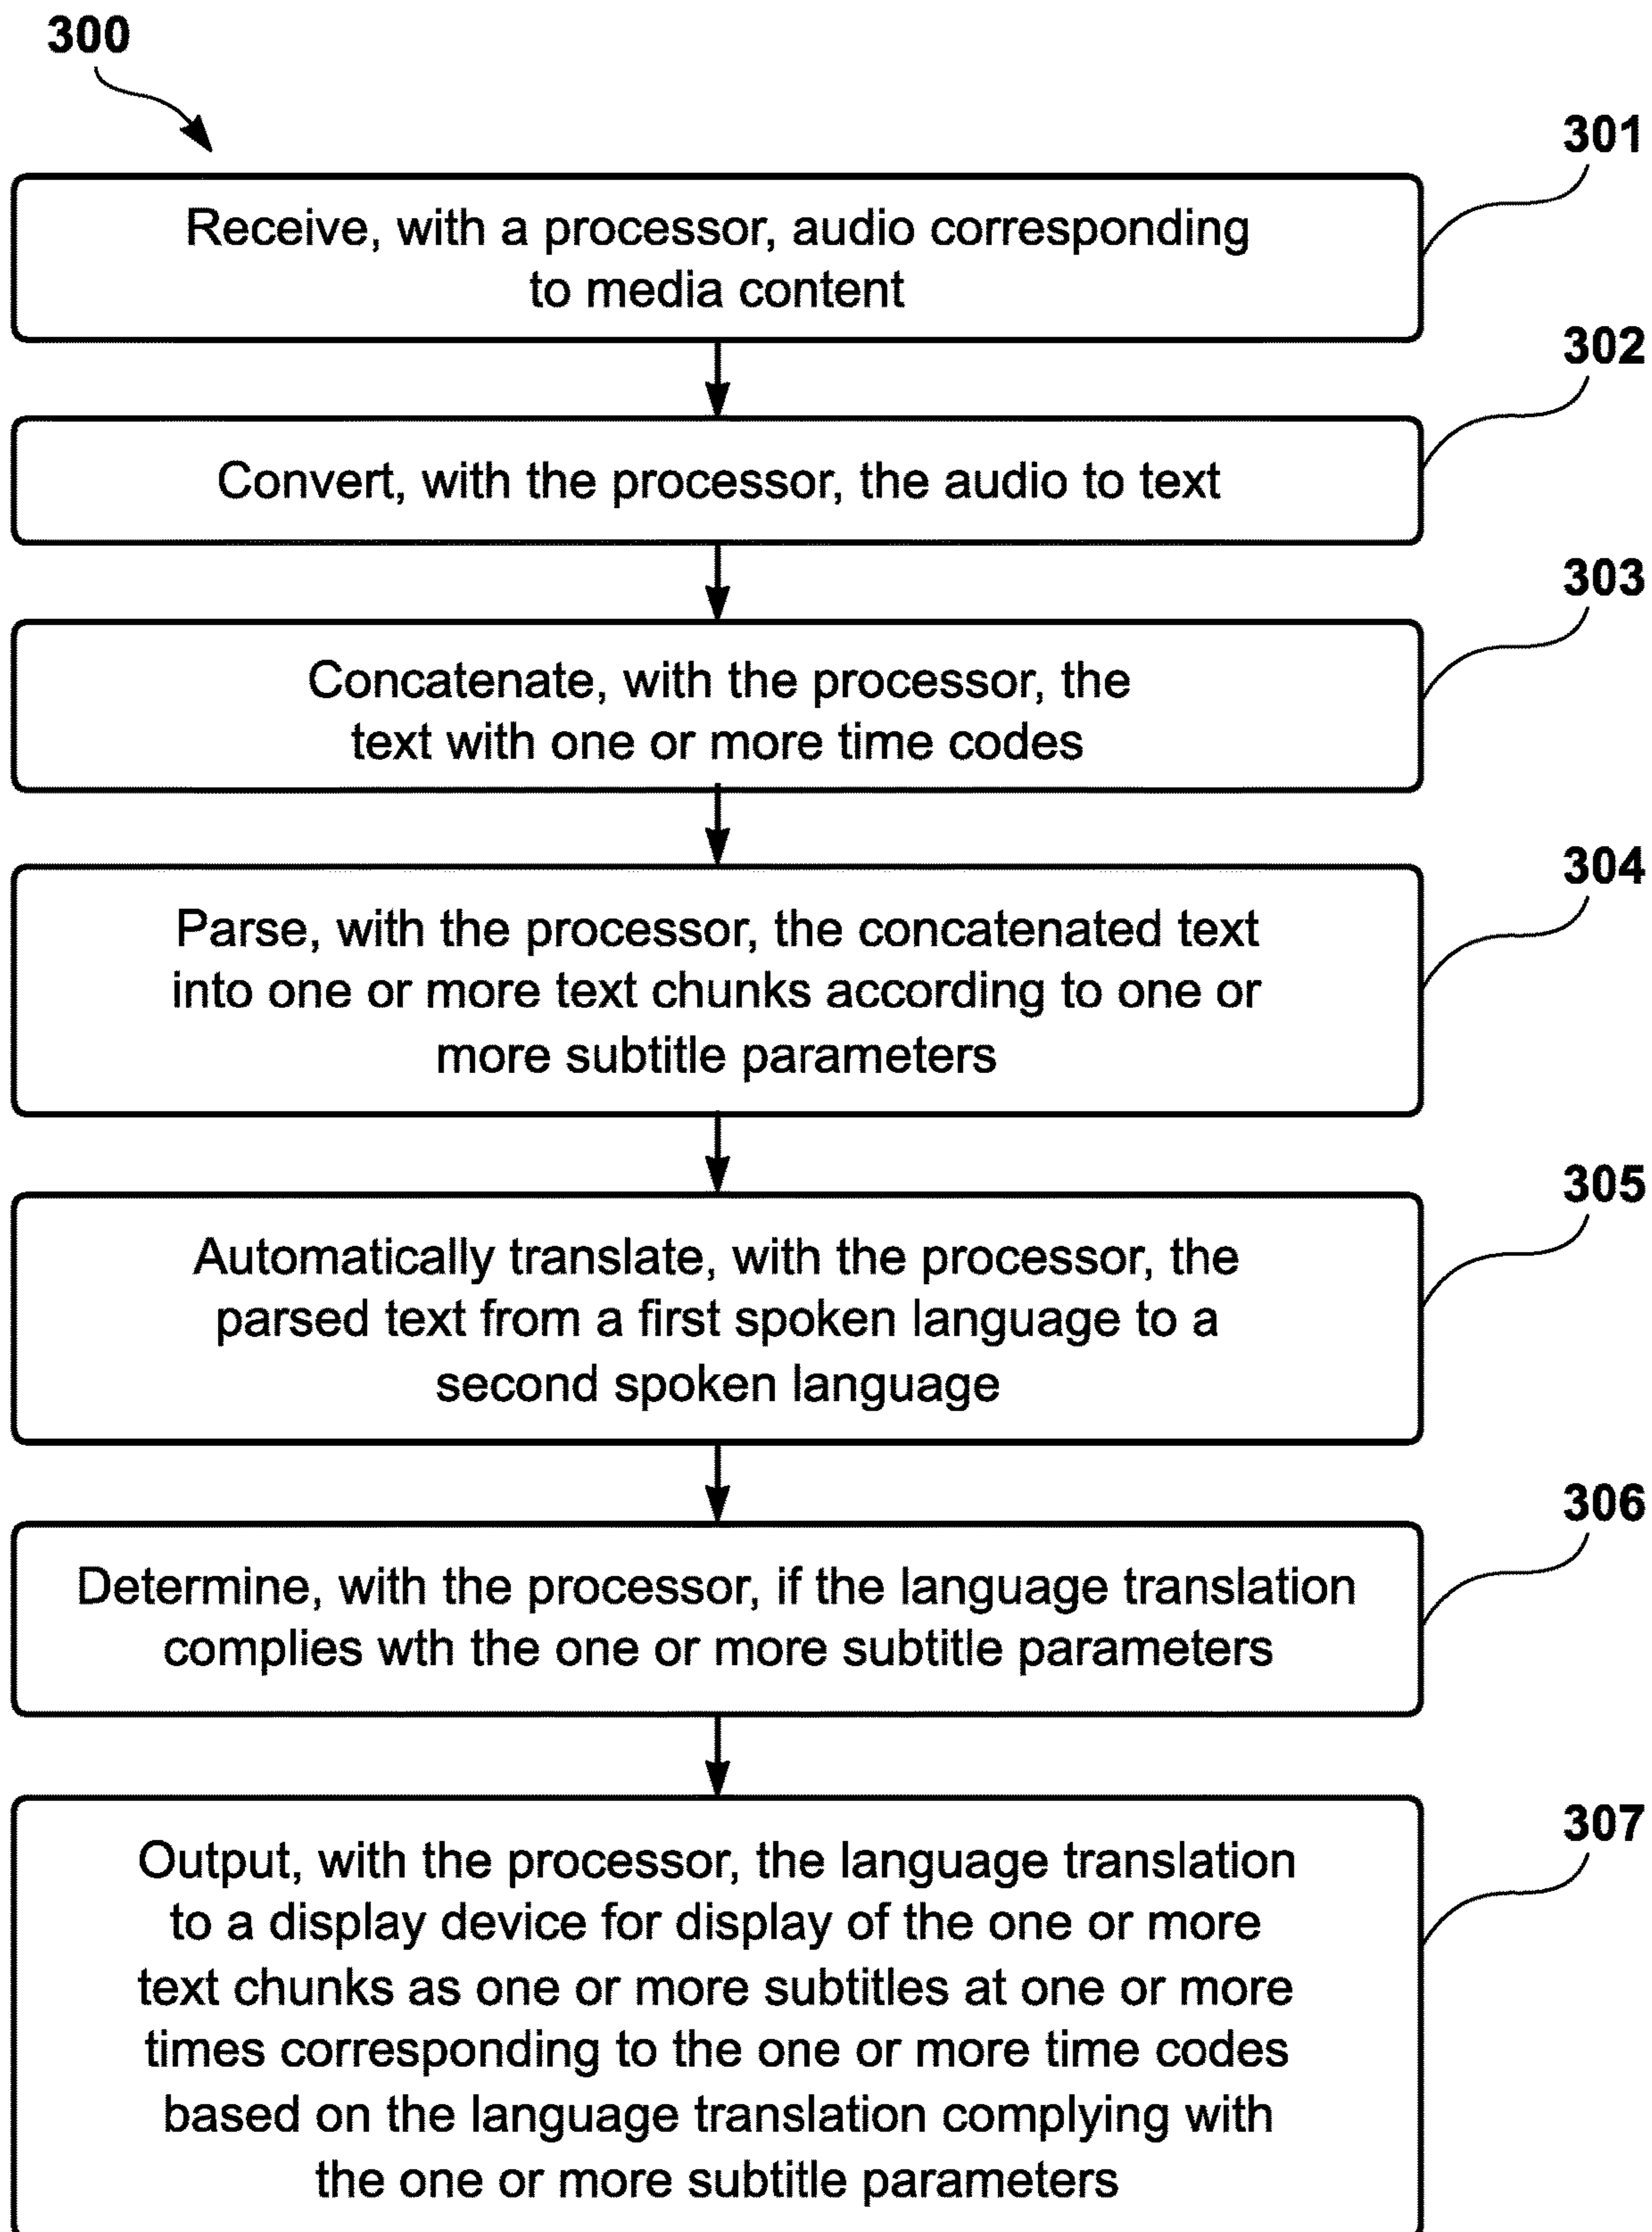 300
301
Receive, with a processor, audio corresponding
to media content
302
Convert, with the processor, the audio to text
303
Concatenate, with the processor, the
text with one or more time codes
304
Parse, with the processor, the concatenated text
into one or more text chunks according to one or
more subtitle parameters
305
Automatically translate, with the processor, the
parsed text from a first spoken language to a
second spoken language
306
Determine, with the processor, if the language translation
complies wth the one or more subtitle parameters
307
Output, with the processor, the language translation
to a display device for display of the one or more
text chunks as one or more subtitles at one or more
times corresponding to the one or more time codes
based on the language translation complying with
the one or more subtitle parameters